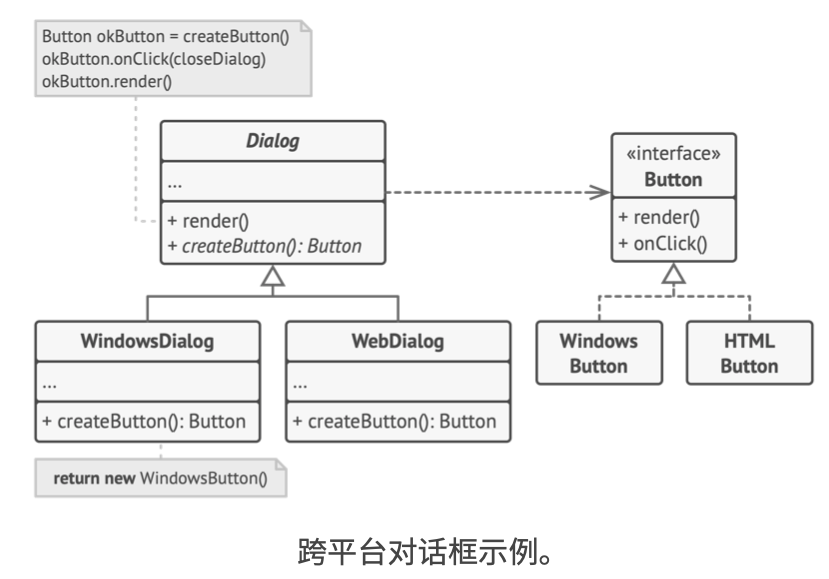 Button okButton = createButton()
okButton.onClick(closeDialog)
okButton.render()
Dialog
...
+ render()
+ createButton(): Button
«interface»
Button
+ render()
+ onClick()
WindowsDialog
...
+ createButton(): Button
WebDialog
...
+ createButton(): Button
Windows
Button
HTML
Button
return new WindowsButton()
跨平台对话框示例。